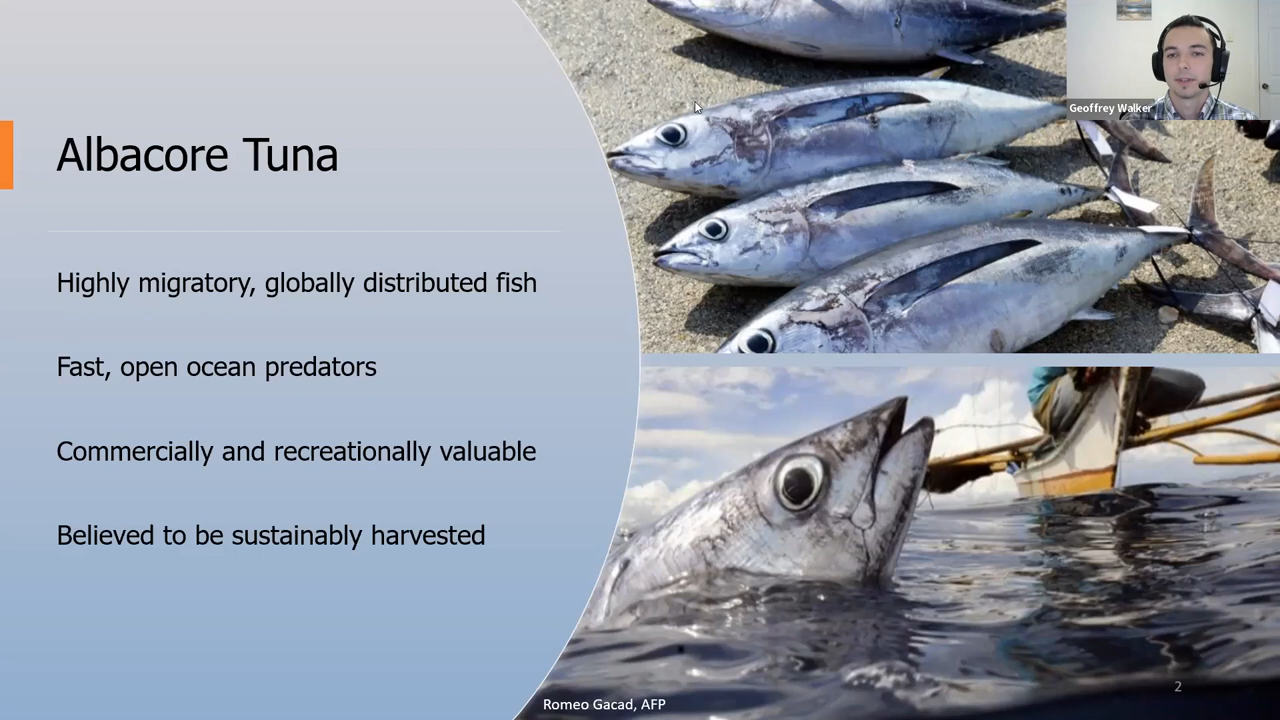 Geoffrey Walker
Albacore Tuna
Highly migratory, globally distributed fish
Fast, open ocean predators
Commercially and recreationally valuable
Believed to be sustainably harvested
Romeo Gacad, AFP
2